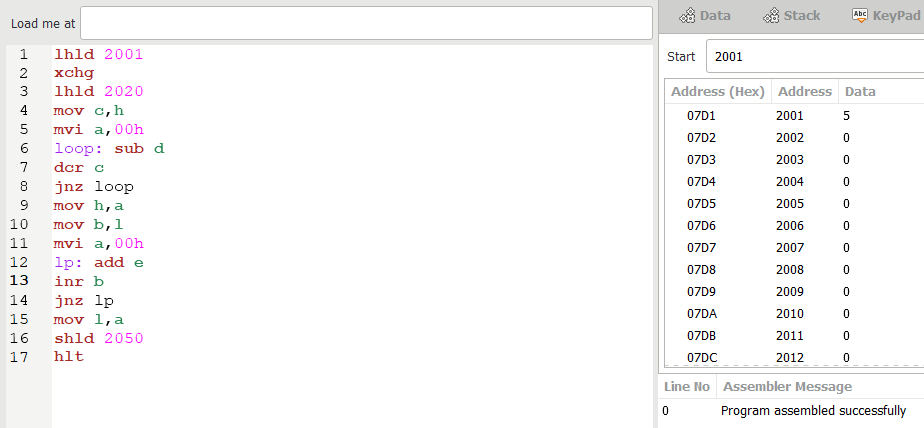 Load me at
1 lhld 2001
2 xchg
3 lhld 2020
4 mov c,h
5 mvi a,00h
6 loop: sub d
7 dcr c
8 jnz loop
9 mov h,a
10 mov b,l
11 mvi a,00h
12 lp: add e
13 inr b
14 jnz lp
15 mov l,a
16 shld 2050
17 hlt
Data Stack Abc KeyPad
Start 2001
Address (Hex) Address Data
07D1 2001 5
07D2 2002 0
07D3 2003 0
07D4 2004 0
07D5 2005 0
07D6 2006 0
07D7 2007 0
07D8 2008 0
07D9 2009 0
07DA 2010 0
07DB 2011 0
07DC 2012 0
Line No Assembler Message
0 Program assembled successfully